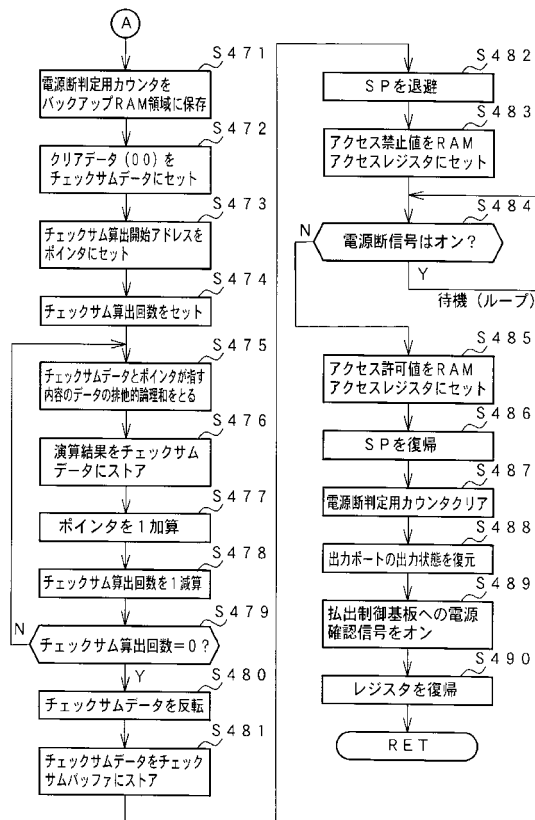 A
S471
電源断判定用カウンタを
バックアップRAM領域に保存
S472
クリアデータ(00)を
チェックサムデータにセット
S473
チェックサム算出開始アドレスを
ポインタにセット
S474
チェックサム算出回数をセット
S475
チェックサムデータとポインタが指す
内容のデータの排他的論理和をとる
S476
演算結果をチェックサム
データにストア
S477
ポインタを1加算
S478
チェックサム算出回数を1減算
S479
N
チェックサム算出回数=0?
Y
S480
チェックサムデータを反転
S481
チェックサムデータをチェック
サムバッファにストア
S482
SPを退避
S483
アクセス禁止値をRAM
アクセスレジスタにセット
S484
N
電源断信号はオン?
Y
待機(ループ)
S485
アクセス許可値をRAM
アクセスレジスタにセット
S486
SPを復帰
S487
電源断判定用カウンタクリア
S488
出力ポートの出力状態を復元
S489
払出制御基板への電源
確認信号をオン
S490
レジスタを復帰
RET